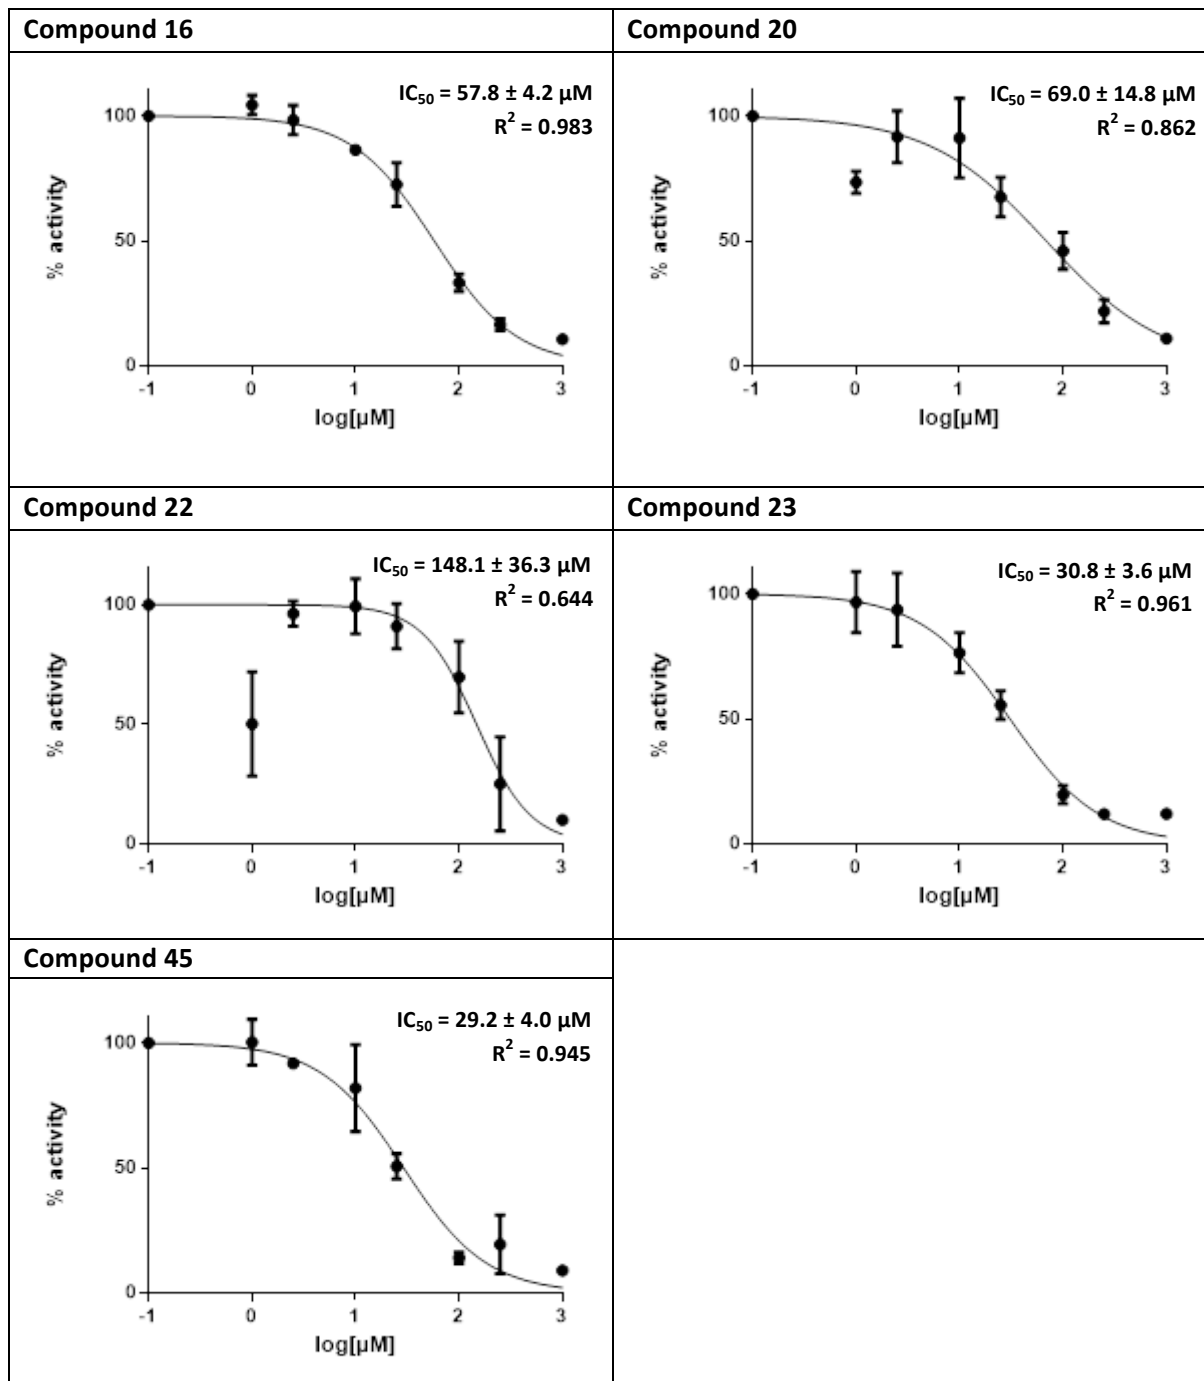 Compound 16
IC50 = 57.8 ± 4.2 µM
R2 = 0.983
% activity
100
50
0
-1 0 1 2 3
log[µM]
Compound 20
IC50 = 69.0 ± 14.8 µM
R2 = 0.862
% activity
100
50
0
-1 0 1 2 3
log[µM]
Compound 22
IC50 = 148.1 ± 36.3 µM
R2 = 0.644
% activity
100
50
0
-1 0 1 2 3
log[µM]
Compound 23
IC50 = 30.8 ± 3.6 µM
R2 = 0.961
% activity
100
50
0
-1 0 1 2 3
log[µM]
Compound 45
IC50 = 29.2 ± 4.0 µM
R2 = 0.945
% activity
100
50
0
-1 0 1 2 3
log[µM]